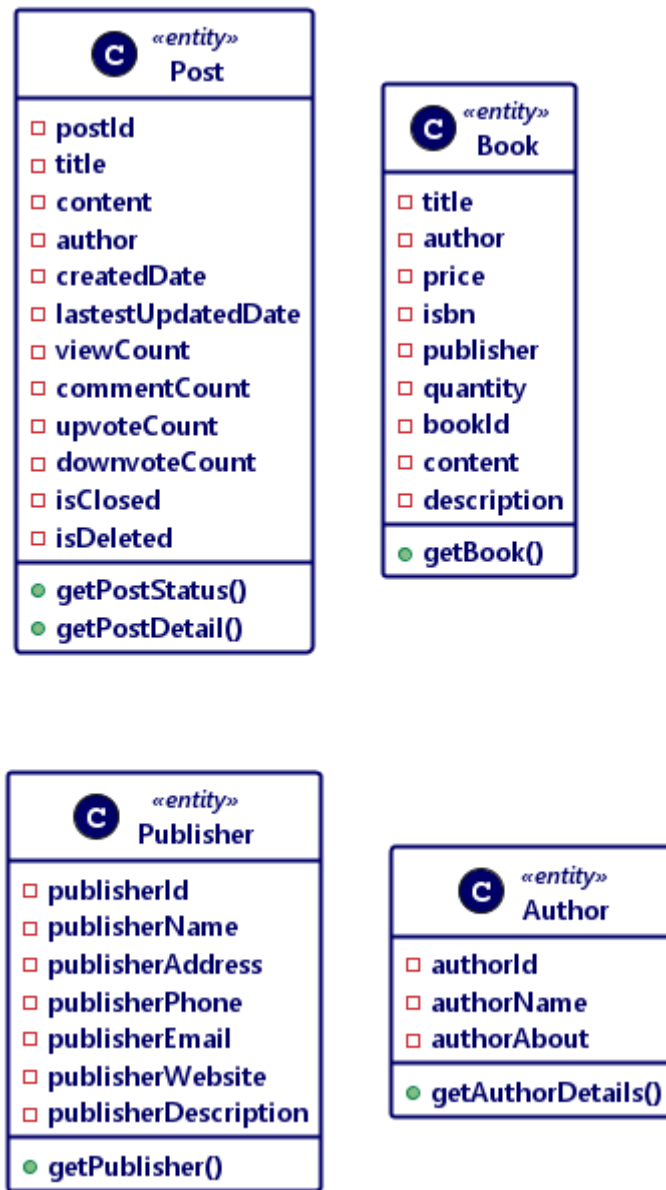 C
«entity»
Post
postId
title
content
author
createdDate
lastestUpdatedDate
viewCount
commentCount
upvoteCount
downvoteCount
isClosed
isDeleted
getPostStatus()
getPostDetail()
C
«entity»
Book
title
author
price
isbn
publisher
quantity
bookId
content
description
getBook()
C
«entity»
Publisher
publisherId
publisherName
publisherAddress
publisherPhone
publisherEmail
publisherWebsite
publisherDescription
getPublisher()
C
«entity»
Author
authorId
authorName
authorAbout
getAuthorDetails()